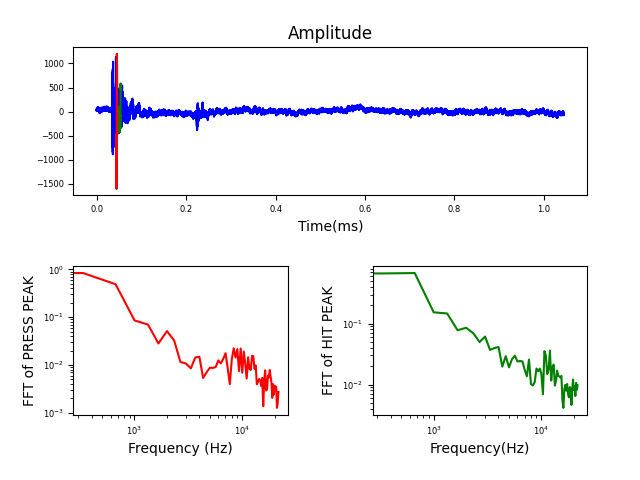 Amplitude
1000
500
0
−500
−1000
−1500
0.0 0.2 0.4 0.6 0.8 1.0
Time(ms)
FFT of PRESS PEAK
10⁰
10⁻¹
10⁻²
10⁻³
10³ 10⁴
Frequency (Hz)
FFT of HIT PEAK
10⁻¹
10⁻²
10³ 10⁴
Frequency(Hz)